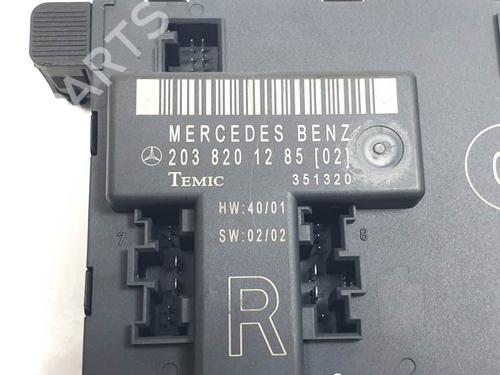 ARTS
MERCEDES BENZ
203 820 12 85 [02]
TEMIC 351320
HW:40/01
SW:02/02
7 8
R